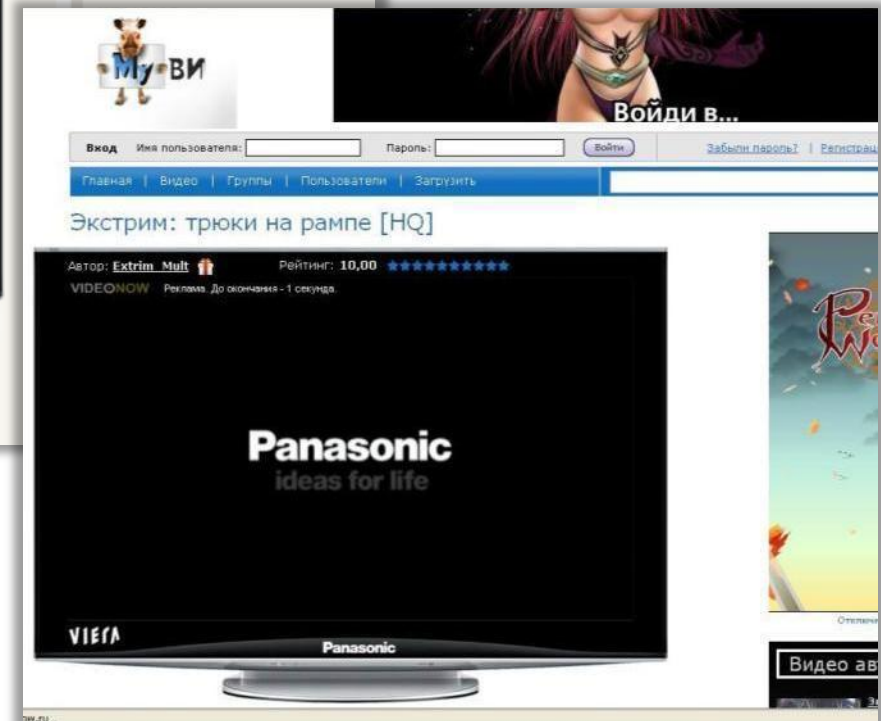 Му ВИ
Войди в...
Вход Имя пользователя: Пароль: Войти Забыли пароль? |
Главная | Видео | Группы | Пользователи | Загрузить
Экстрим: трюки на рампе [HQ]
Автор: Extrim_Mult Рейтинг: 10,00
VIDEONOW Реклама. До окончания - 1 секунда.
Panasonic
ideas for life
VIERA
Panasonic
Видео